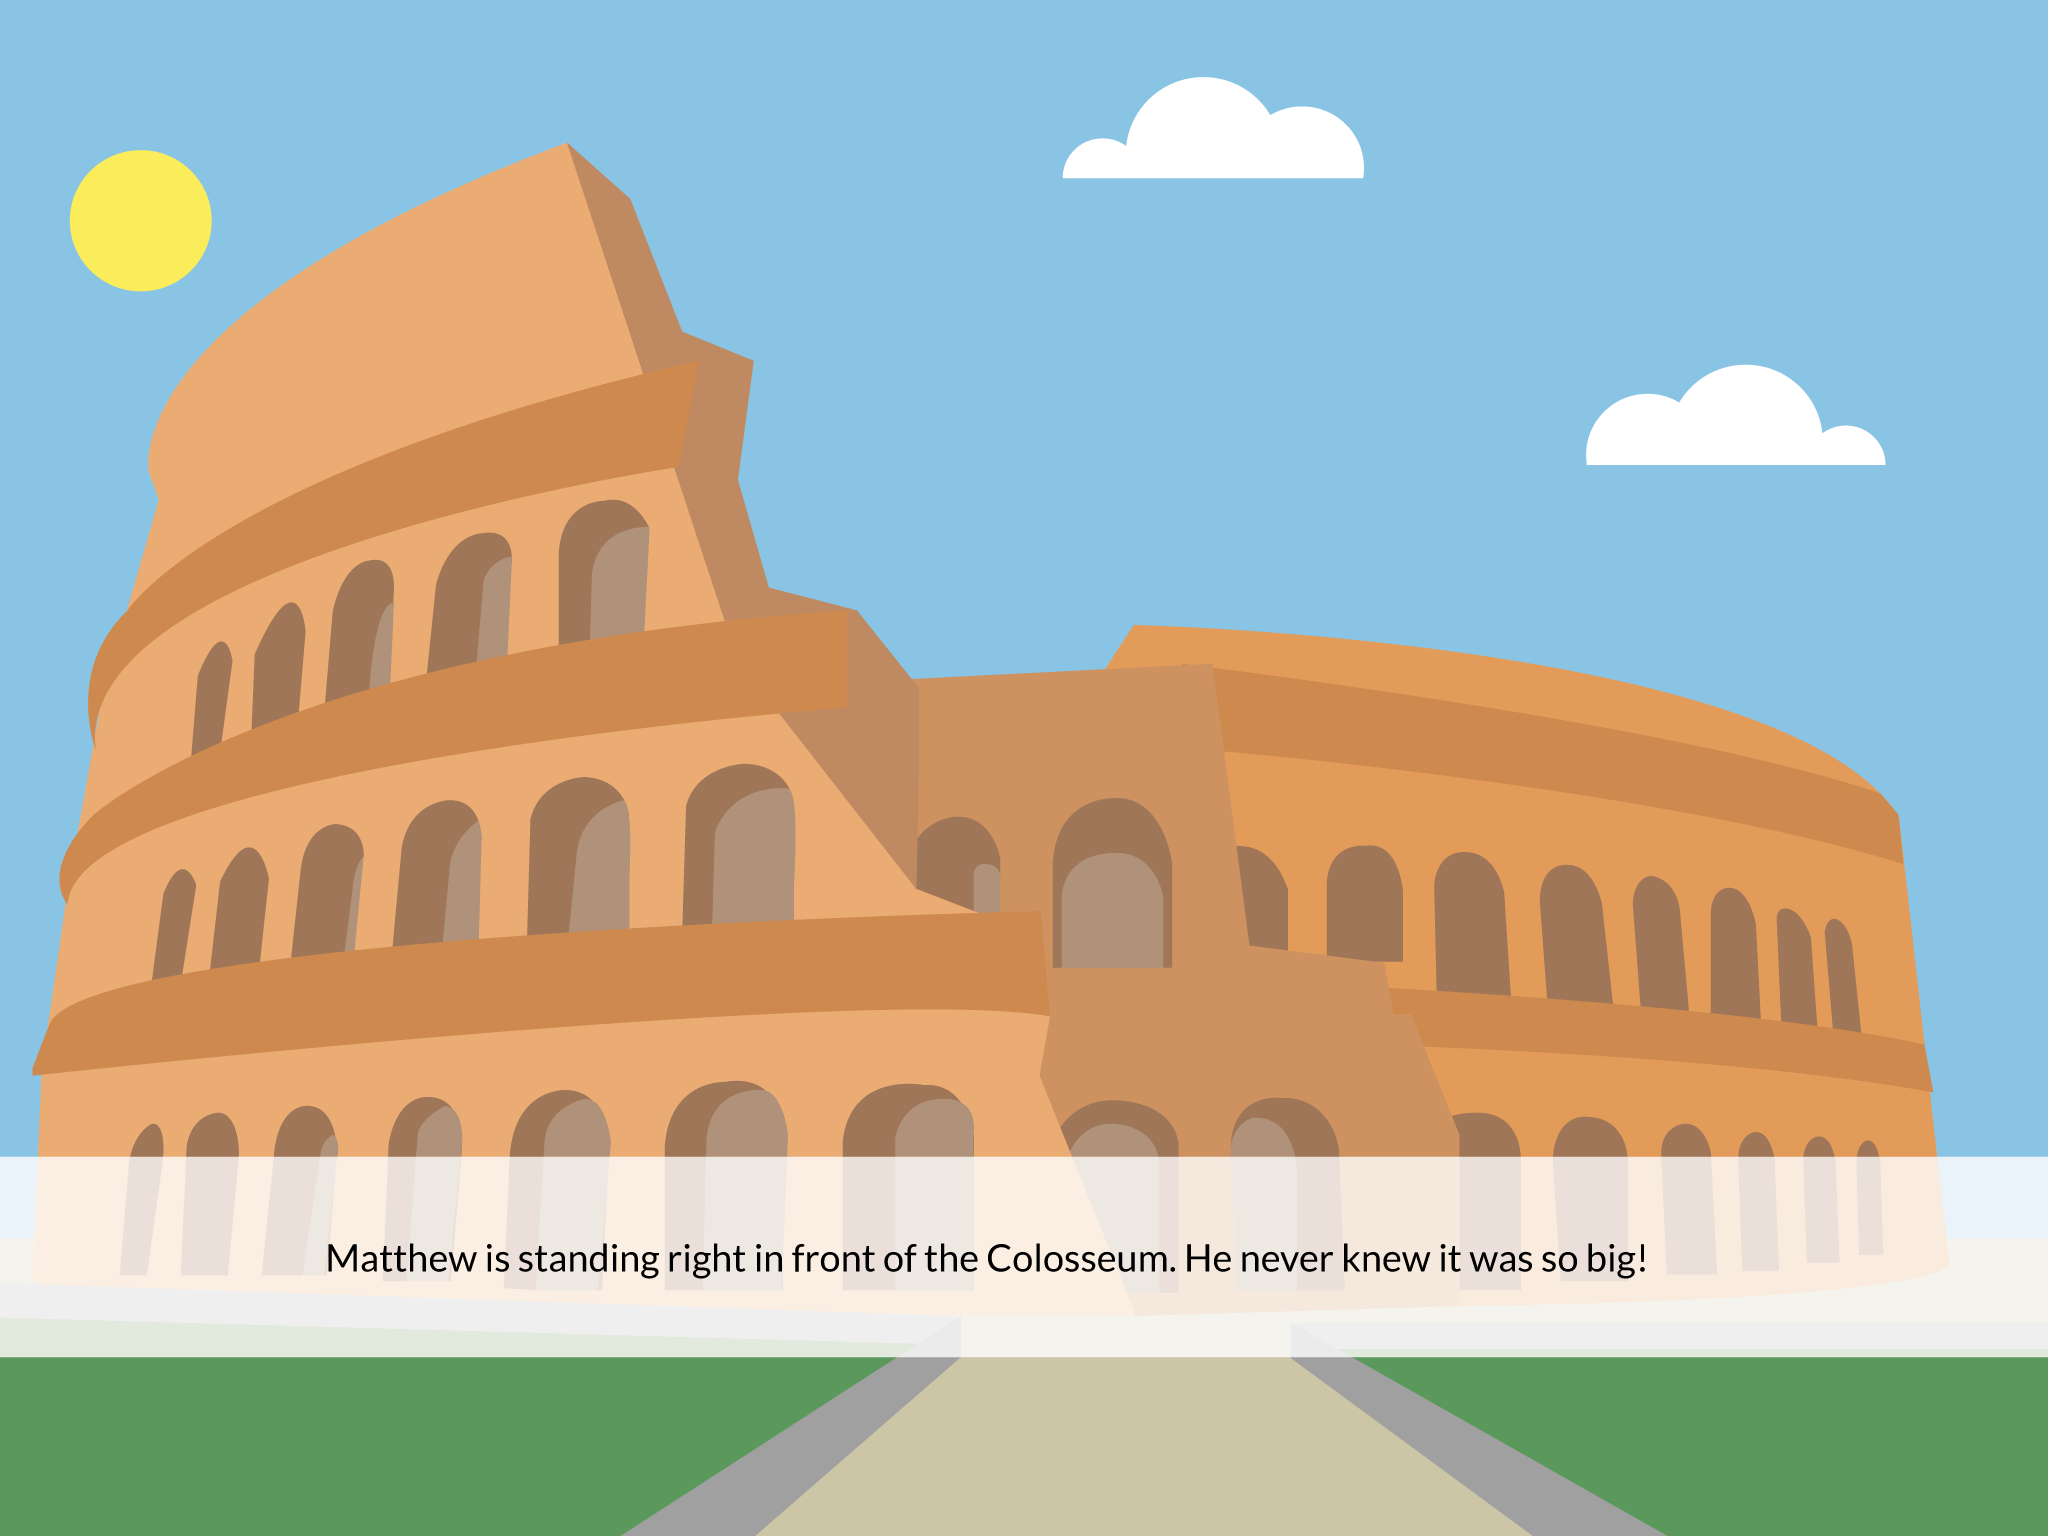 Matthew is standing right in front of the Colosseum. He never knew it was so big!